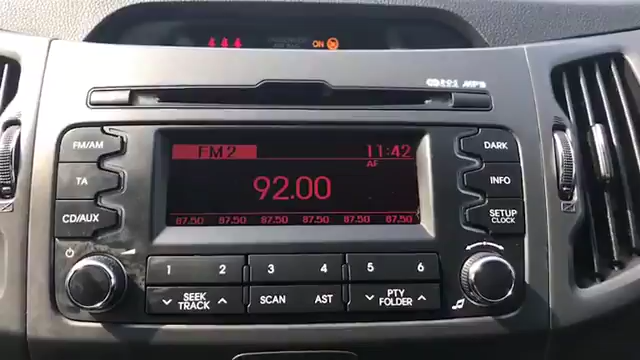 ON
MP3
FM/AM
FM2
11:42
DARK
AF
TA
92.00
INFO
CD/AUX
87.50 87.50 87.50 87.50 87.50 87.50
SETUP
CLOCK
1 2 3 4 5 6
SEEK
TRACK
SCAN AST
PTY
FOLDER